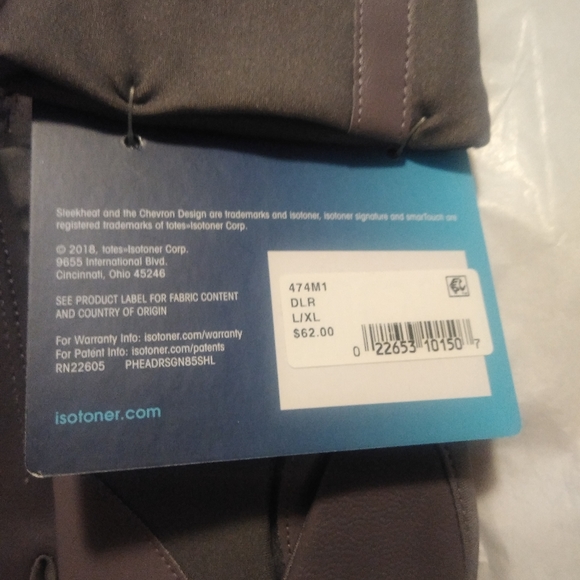 Sleekheat and the Chevron Design are trademarks and isotoner, isotoner signature and smarTouch are
registered trademarks of totes»Isotoner Corp.
© 2018, totes»Isotoner Corp.
9655 International Blvd.
Cincinnati, Ohio 45246
SEE PRODUCT LABEL FOR FABRIC CONTENT
AND COUNTRY OF ORIGIN
For Warranty Info: isotoner.com/warranty
For Patent Info: isotoner.com/patents
RN22605 PHEADRSGN85SHL
isotoner.com
474M1
DLR
L/XL
$62.00
0 22653 10150 7